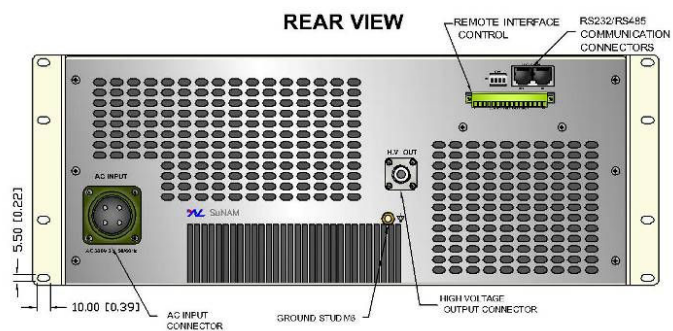 REAR VIEW
REMOTE INTERFACE
CONTROL
RS232/RS485
COMMUNICATION
CONNECTORS
H.V OUT
AC INPUT
SuNAM
5.50 [0.22]
10.00 [0.39]
AC INPUT
CONNECTOR
GROUND STUD M6
HIGH VOLTAGE
OUTPUT CONNECTOR